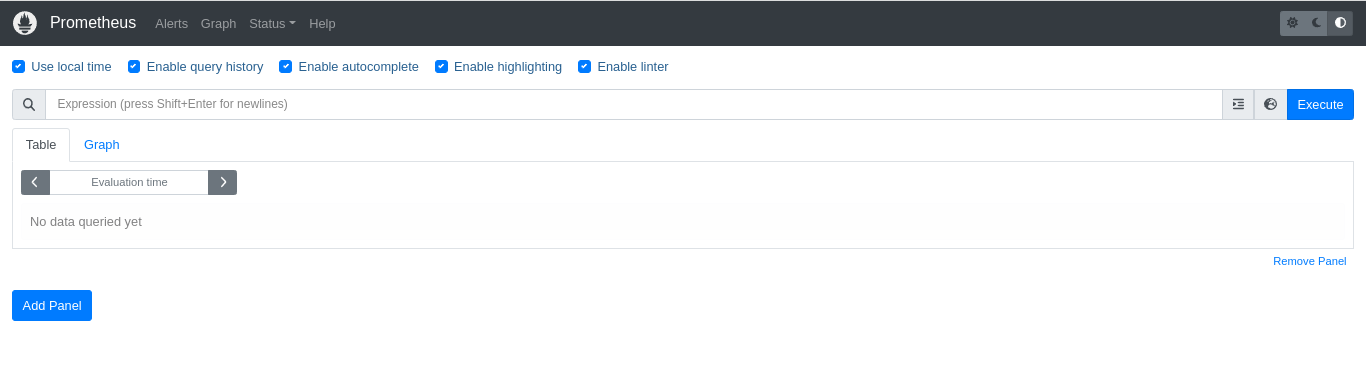 Prometheus Alerts Graph Status Help
Use local time Enable query history Enable autocomplete Enable highlighting Enable linter
Expression (press Shift+Enter for newlines) Execute
Table Graph
Evaluation time
No data queried yet
Remove Panel
Add Panel